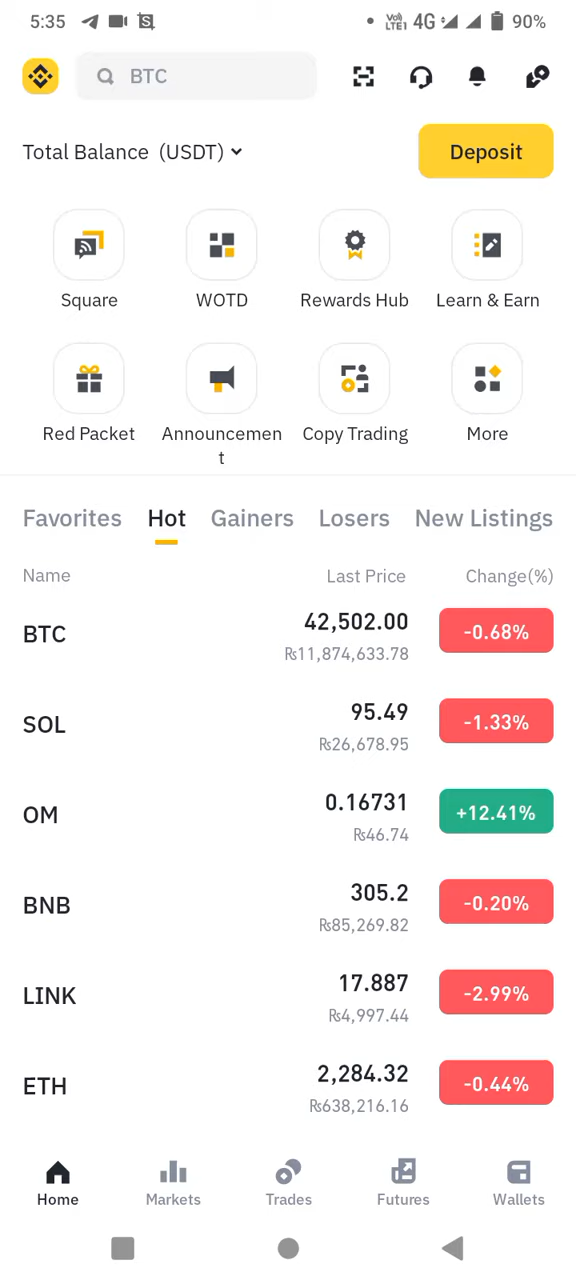 5:35
VoI) LTE1 4G 90%
BTC
Total Balance (USDT)
Deposit
Square WOTD Rewards Hub Learn & Earn
Red Packet Announcemen Copy Trading More
t
Favorites Hot Gainers Losers New Listings
Name Last Price Change(%)
BTC 42,502.00 -0.68%
₨11,874,633.78
SOL 95.49 -1.33%
₨26,678.95
OM 0.16731 +12.41%
₨46.74
BNB 305.2 -0.20%
₨85,269.82
LINK 17.887 -2.99%
₨4,997.44
ETH 2,284.32 -0.44%
₨638,216.16
Home Markets Trades Futures Wallets